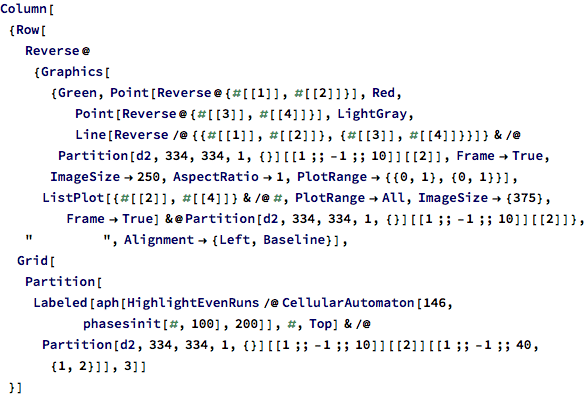 Column[
{Row[
Reverse@
{Graphics[
{Green, Point[Reverse@{#[[1]], #[[2]]}], Red,
Point[Reverse@{#[[3]], #[[4]]}], LightGray,
Line[Reverse/@{{#[[1]], #[[2]]}, {#[[3]], #[[4]]}}]}&/@
Partition[d2, 334, 334, 1, {}][[1;;-1;;10]][[2]], Frame→True,
ImageSize→250, AspectRatio→1, PlotRange→{{0, 1}, {0, 1}}],
ListPlot[{#[[2]], #[[4]]}&/@#, PlotRange→All, ImageSize→{375},
Frame→True]&@Partition[d2, 334, 334, 1, {}][[1;;-1;;10]][[2]]},
"          ", Alignment→{Left, Baseline}],
Grid[
Partition[
Labeled[aph[HighlightEvenRuns/@CellularAutomaton[146,
phasesinit[#, 100], 200]], #, Top]&/@
Partition[d2, 334, 334, 1, {}][[1;;-1;;10]][[2]][[1;;-1;;40,
{1, 2}]], 3]]
}]